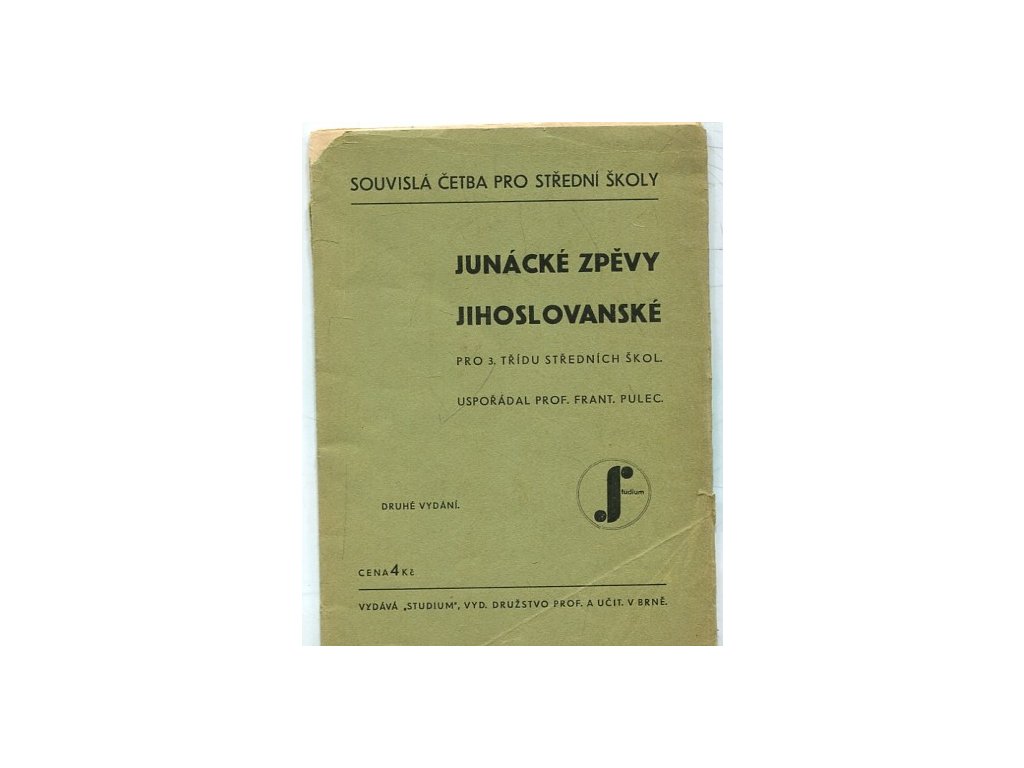 SOUVISLÁ ČETBA PRO STŘEDNÍ ŠKOLY
JUNÁCKÉ ZPĚVY
JIHOSLOVANSKÉ
PRO 3. TŘÍDU STŘEDNÍCH ŠKOL.
USPOŘÁDAL PROF. FRANT. PULEC.
Studium
DRUHÉ VYDÁNÍ.
CENA 4 Kč.
VYDÁVÁ „STUDIUM", VYD. DRUŽSTVO PROF. A UČIT. V BRNĚ.